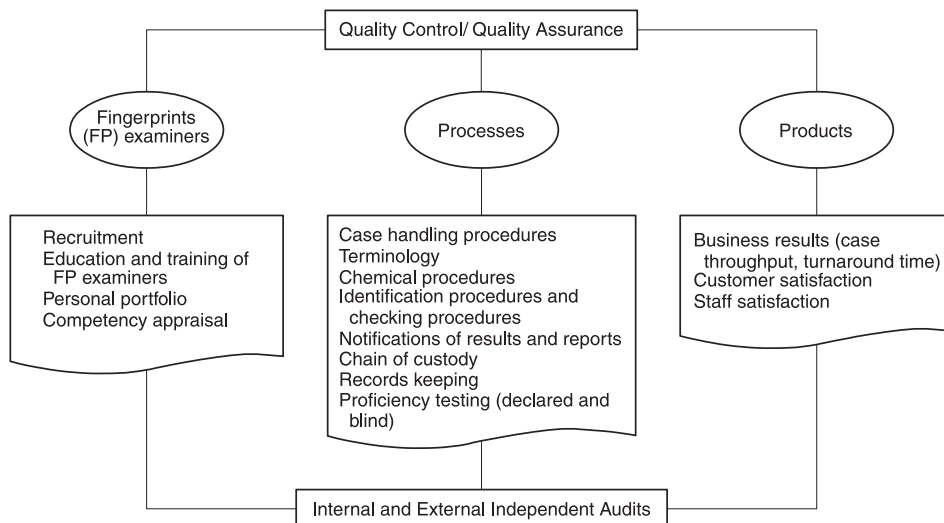 Quality Control/ Quality Assurance
Fingerprints
(FP) examiners
Processes
Products
Recruitment
Education and training of
FP examiners
Personal portfolio
Competency appraisal
Case handling procedures
Terminology
Chemical procedures
Identification procedures and
checking procedures
Notifications of results and reports
Chain of custody
Records keeping
Proficiency testing (declared and
blind)
Business results (case
throughput, turnaround time)
Customer satisfaction
Staff satisfaction
Internal and External Independent Audits